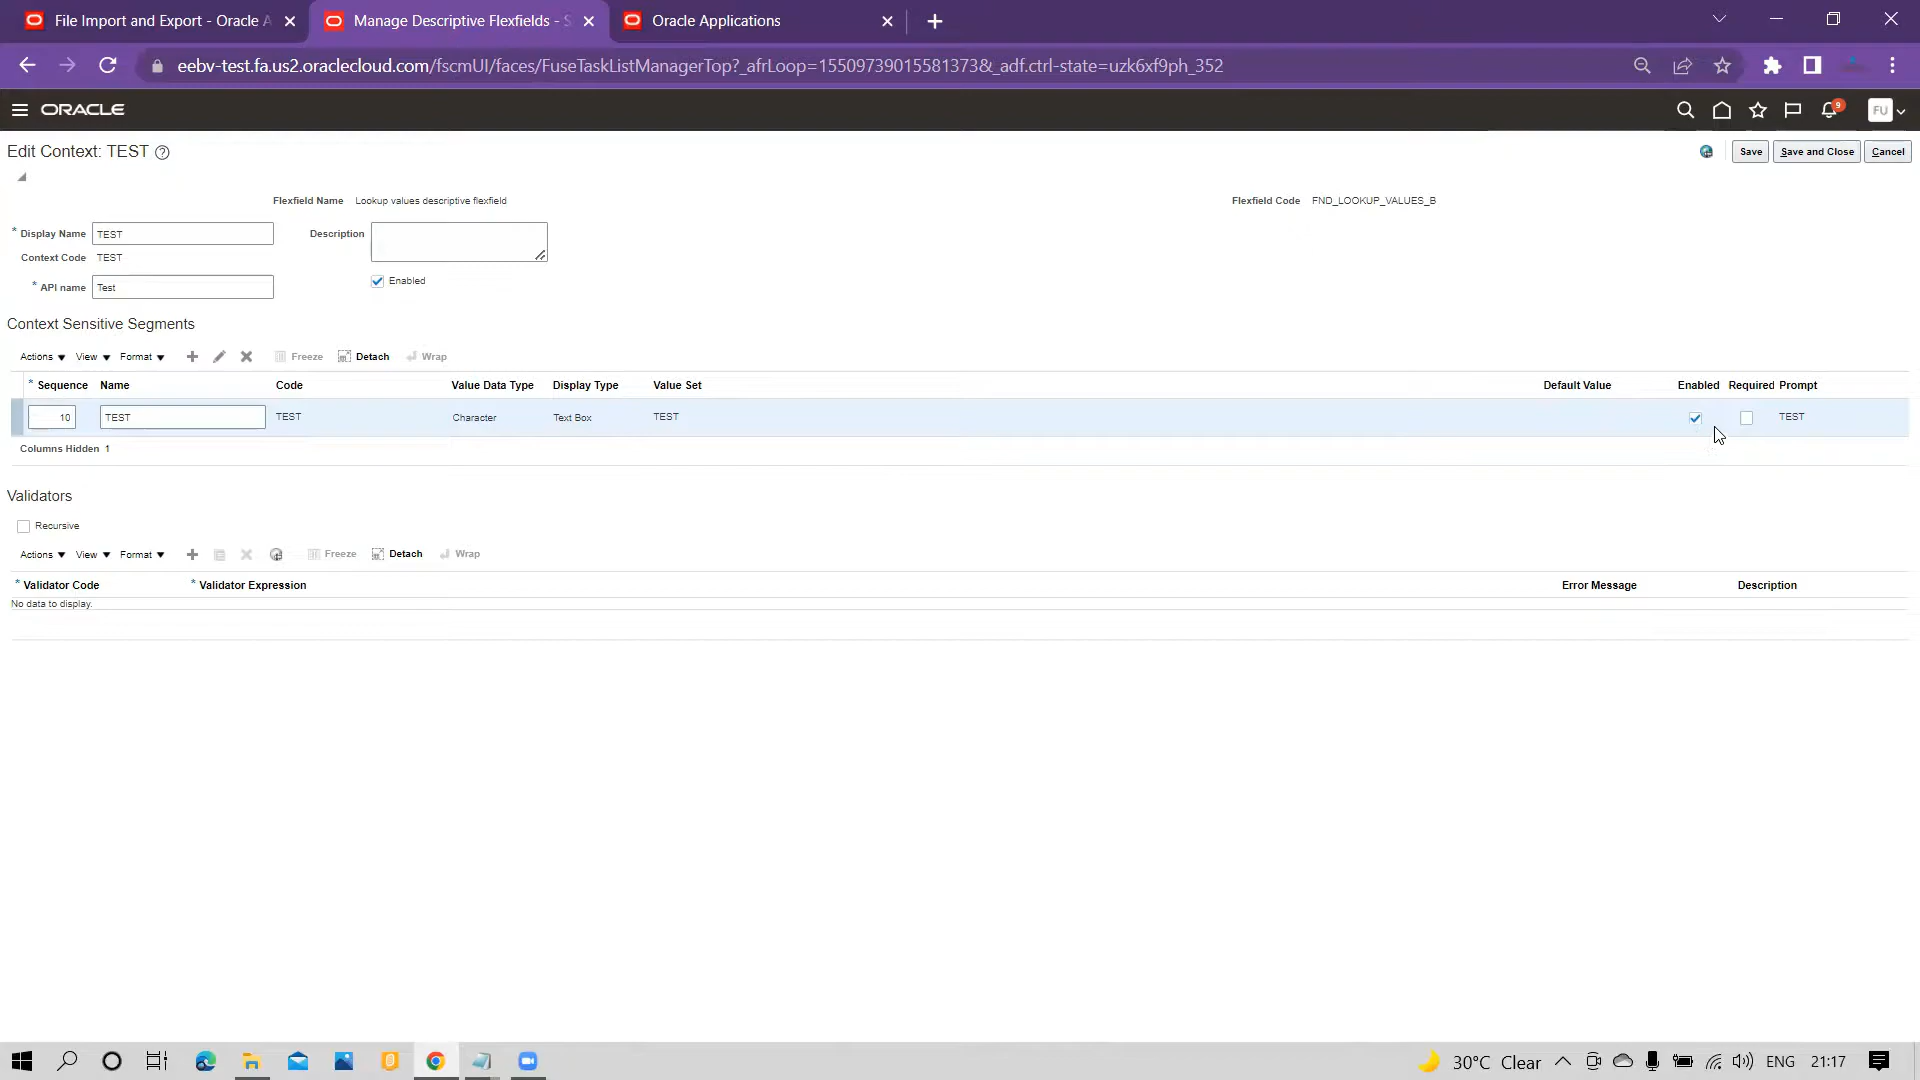 File Import and Export - Oracle A
Manage Descriptive Flexfields - S
Oracle Applications
eebv-test.fa.us2.oraclecloud.com/fscmUI/faces/FuseTaskListManagerTop?_afrLoop=15509739015581373&_adf.ctrl-state=uzk6xf9ph_352
ORACLE
9
FU
Edit Context: TEST
Save
Save and Close
Cancel
Flexfield Name Lookup values descriptive flexfield
Flexfield Code FND_LOOKUP_VALUES_B
* Display Name TEST
Description
Context Code TEST
* API name Test
Enabled
Context Sensitive Segments
Actions View Format Freeze Detach Wrap
* Sequence Name Code Value Data Type Display Type Value Set Default Value Enabled Required Prompt
10 TEST TEST Character Text Box TEST TEST
Columns Hidden 1
Validators
Recursive
Actions View Format Freeze Detach Wrap
* Validator Code * Validator Expression Error Message Description
No data to display.
30°C Clear
ENG
21:17